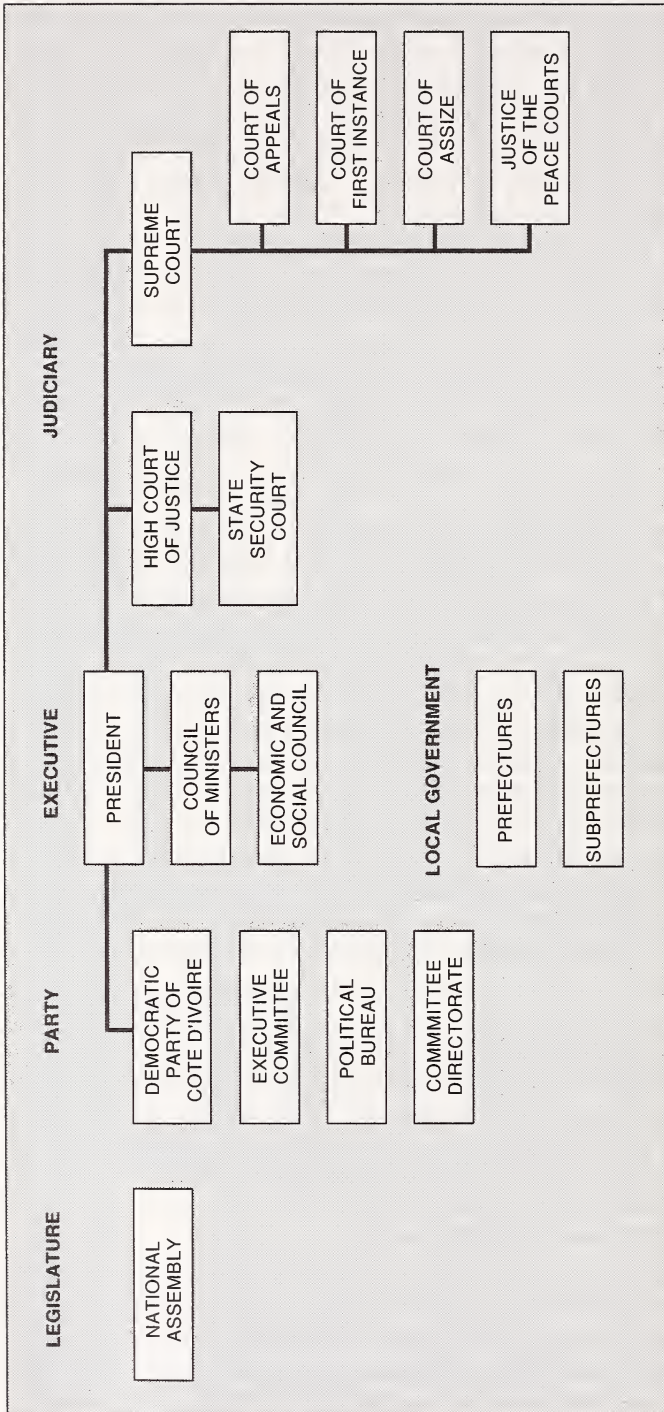 LEGISLATURE
NATIONAL
ASSEMBLY
PARTY
DEMOCRATIC
PARTY OF
COTE D'IVOIRE
EXECUTIVE
COMMITTEE
POLITICAL
BUREAU
COMMMITTEE
DIRECTORATE
EXECUTIVE
PRESIDENT
COUNCIL
OF MINISTERS
ECONOMIC AND
SOCIAL COUNCIL
LOCAL GOVERNMENT
PREFECTURES
SUBPREFECTURES
JUDICIARY
HIGH COURT
OF JUSTICE
STATE
SECURITY
COURT
SUPREME
COURT
COURT OF
APPEALS
COURT OF
FIRST INSTANCE
COURT OF
ASSIZE
JUSTICE
OF THE
PEACE COURTS